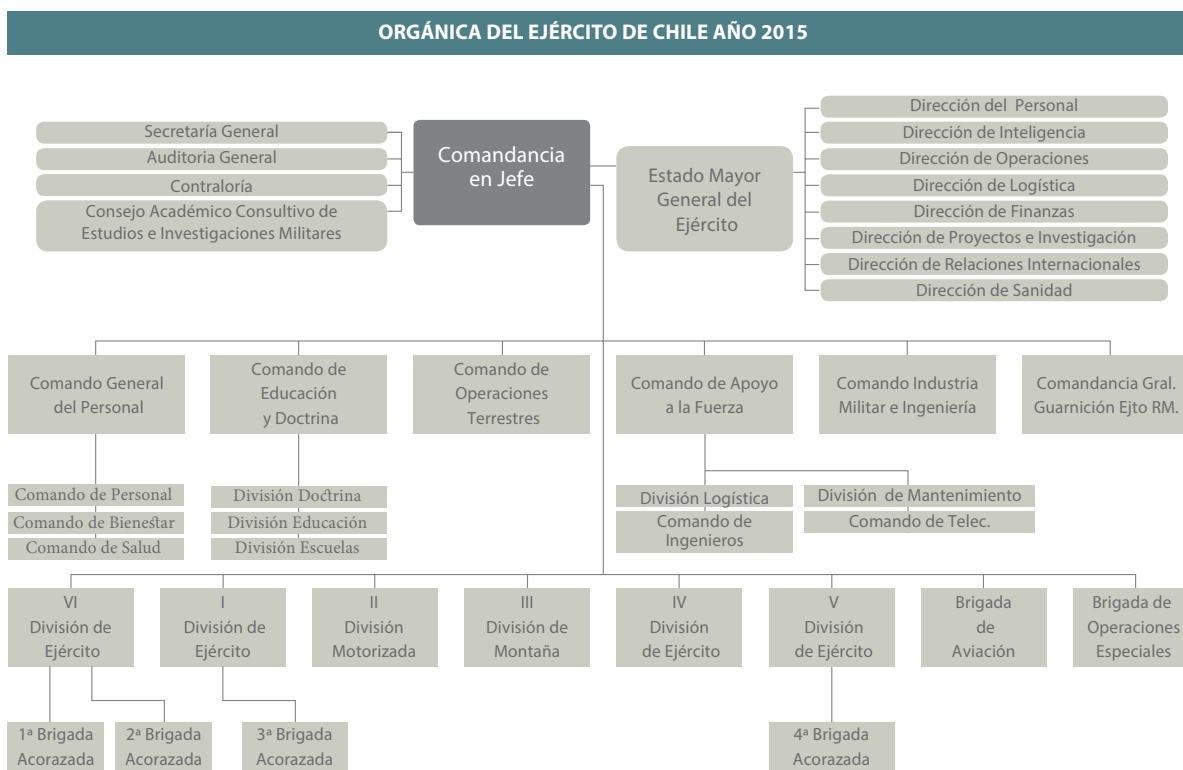 ORGÁNICA DEL EJÉRCITO DE CHILE AÑO 2015
Secretaría General
Auditoria General
Contraloría
Consejo Académico Consultivo de
Estudios e Investigaciones Militares
Comandancia
en Jefe
Estado Mayor
General del
Ejército
Dirección del Personal
Dirección de Inteligencia
Dirección de Operaciones
Dirección de Logística
Dirección de Finanzas
Dirección de Proyectos e Investigación
Dirección de Relaciones Internacionales
Dirección de Sanidad
Comando General
del Personal
Comando de
Educación
y Doctrina
Comando de
Operaciones
Terrestres
Comando de Apoyo
a la Fuerza
Comando Industria
Militar e Ingeniería
Comandancia Gral.
Guarnición Ejto RM.
Comando de Personal
Comando de Bienestar
Comando de Salud
División Doctrina
División Educación
División Escuelas
División Logística
Comando de
Ingenieros
División de Mantenimiento
Comando de Telec.
VI
División de
Ejército
I
División de
Ejército
II
División
Motorizada
III
División de
Montaña
IV
División
de Ejército
V
División
de Ejército
Brigada
de
Aviación
Brigada de
Operaciones
Especiales
1ª Brigada
Acorazada
2ª Brigada
Acorazada
3ª Brigada
Acorazada
4ª Brigada
Acorazada